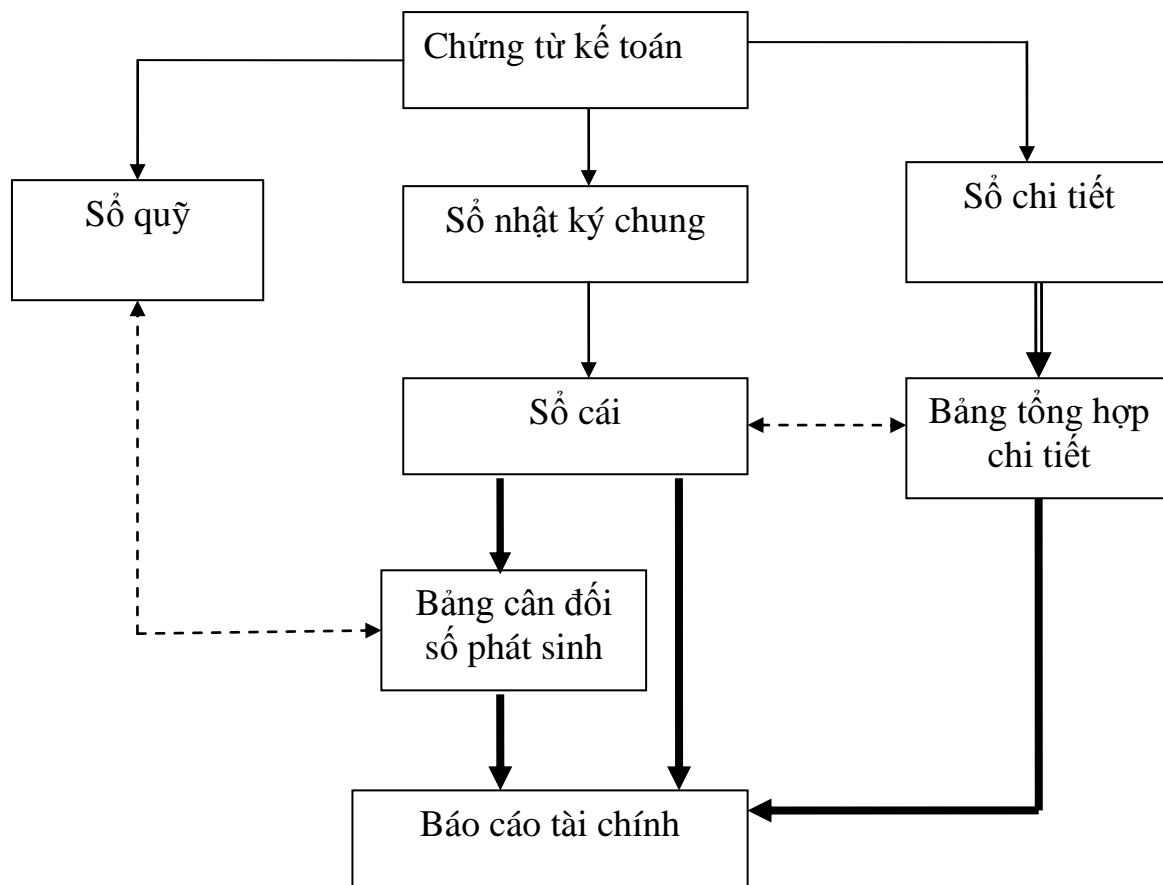 Chứng từ kế toán
Sổ quỹ
Sổ nhật ký chung
Sổ chi tiết
Sổ cái
Bảng tổng hợp
chi tiết
Bảng cân đối
số phát sinh
Báo cáo tài chính